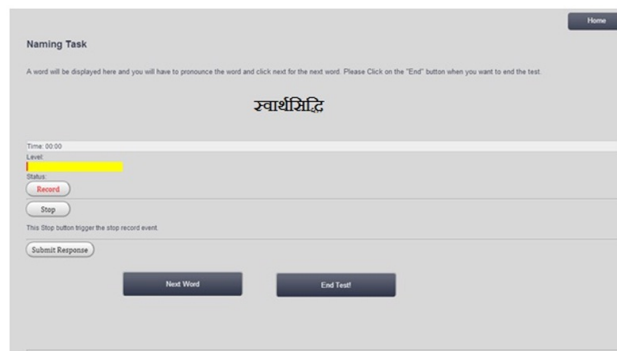 Home
Naming Task
A word will be displayed here and you will have to pronounce the word and click next for the next word. Please Click on the "End" button when you want to end the test.
स्वार्थसिद्धि
Time: 00:00
Level:
Status:
Record
Stop
This Stop button trigger the stop record event.
Submit Response
Next Word End Test!